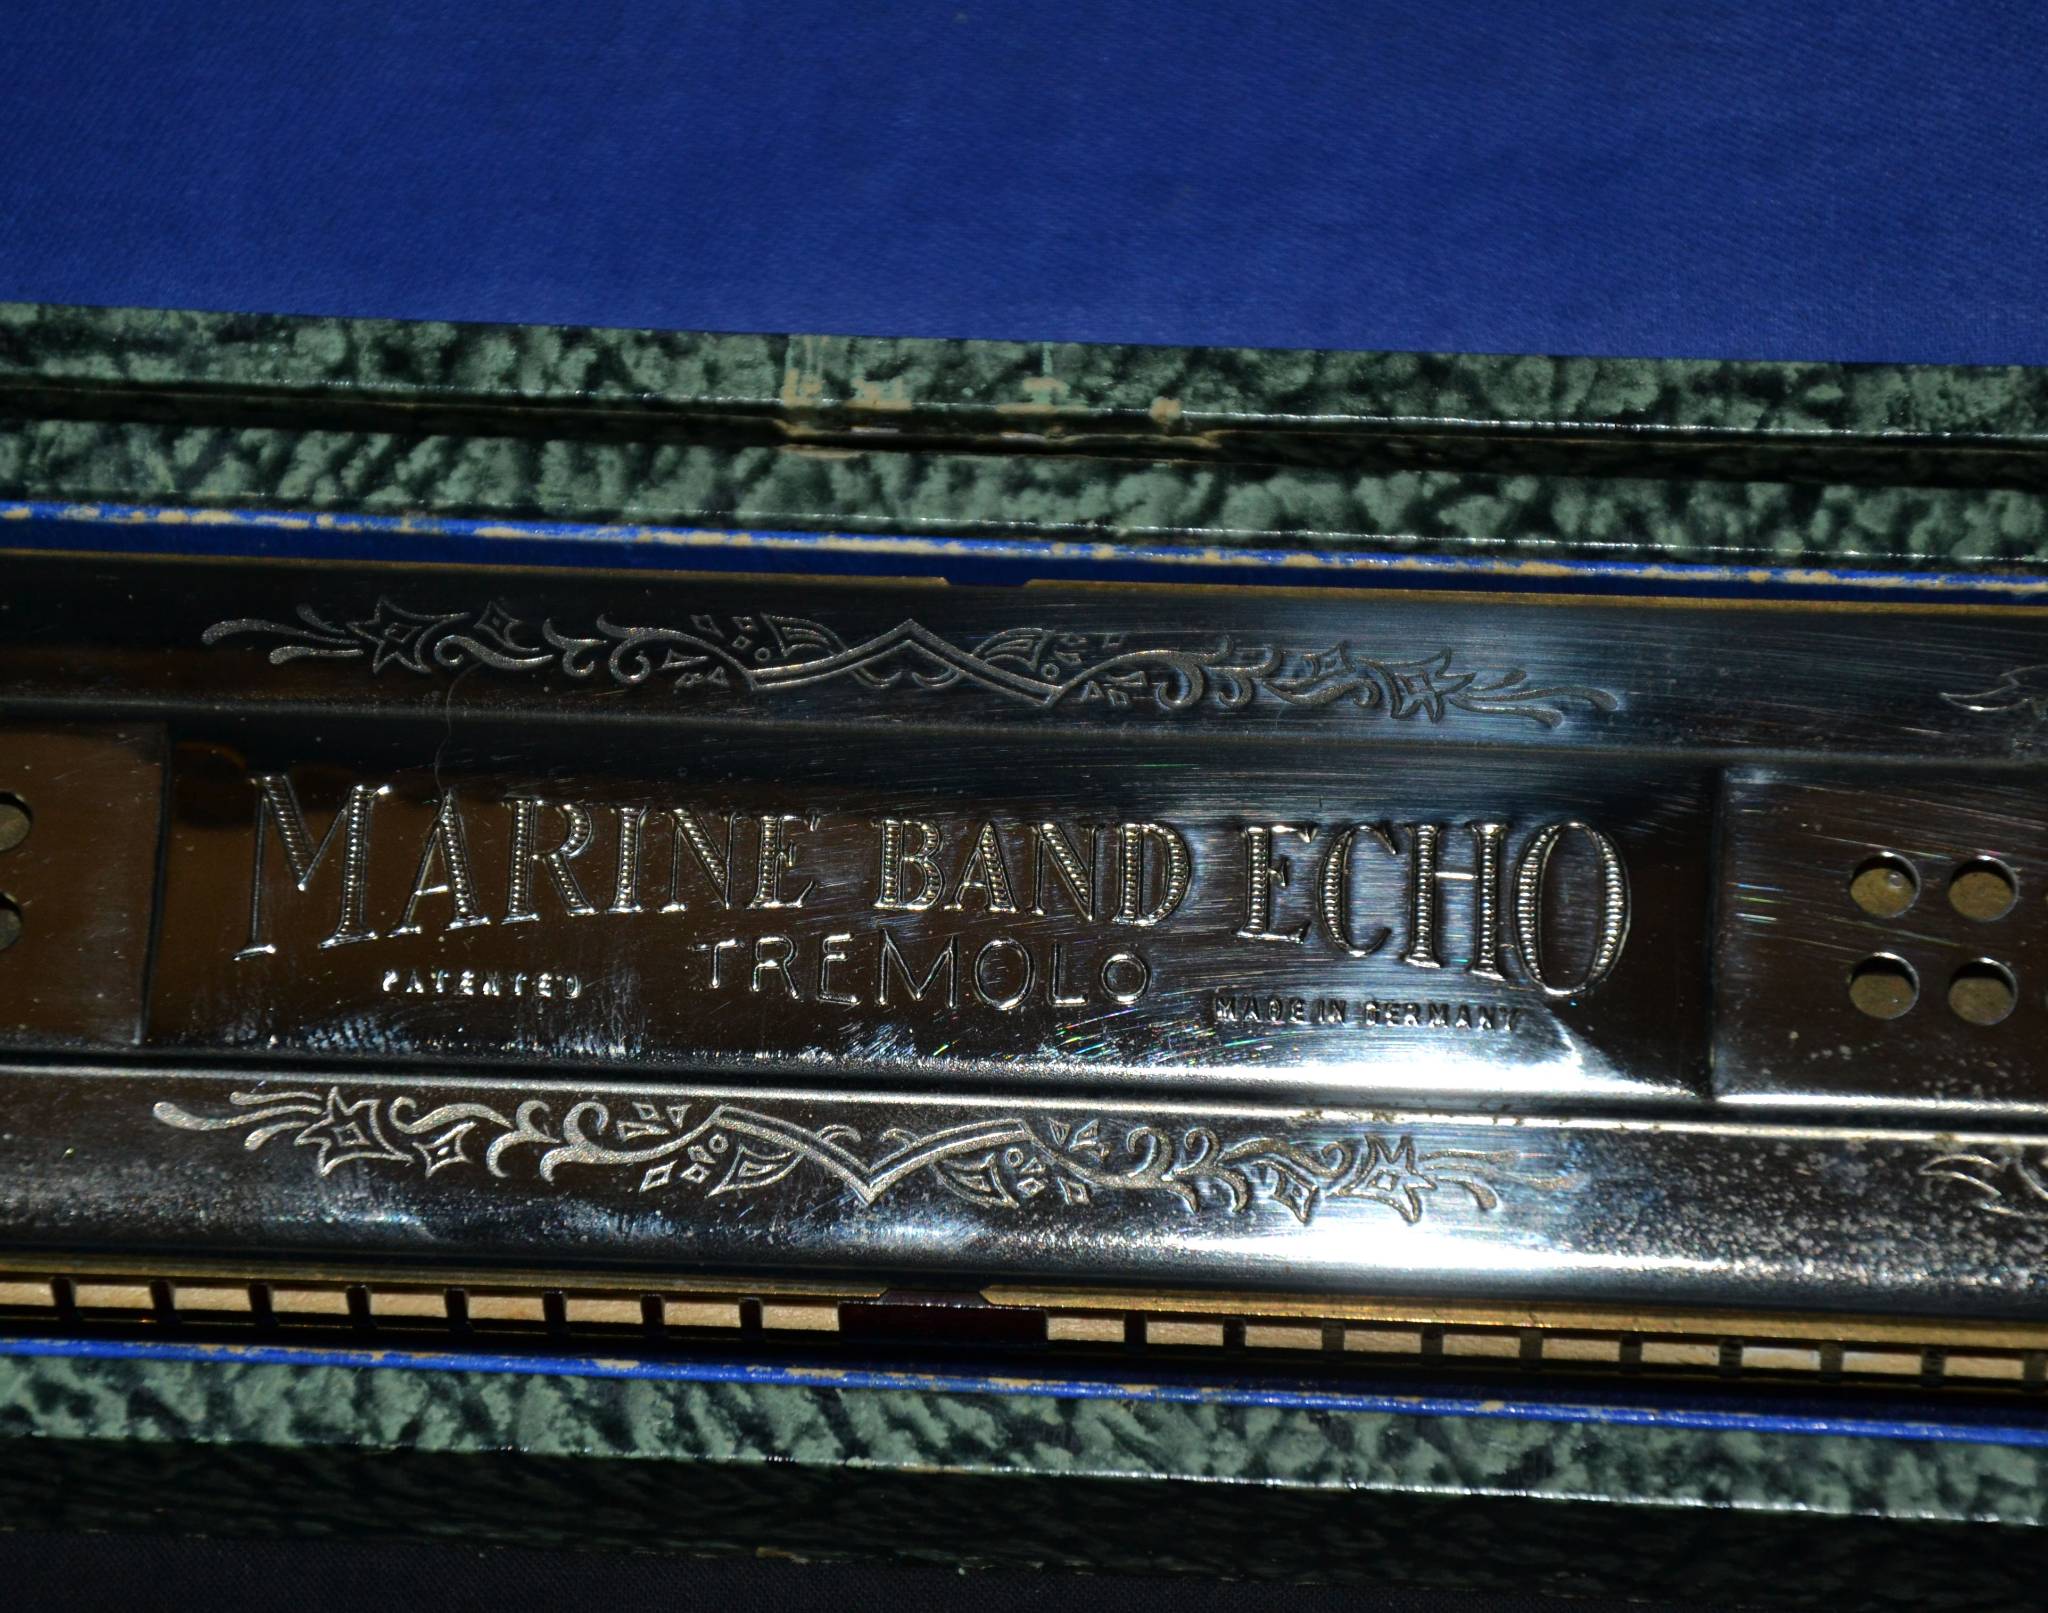 MARINE BAND ECHO
TREMOLO
PATENTED
MADE IN GERMANY